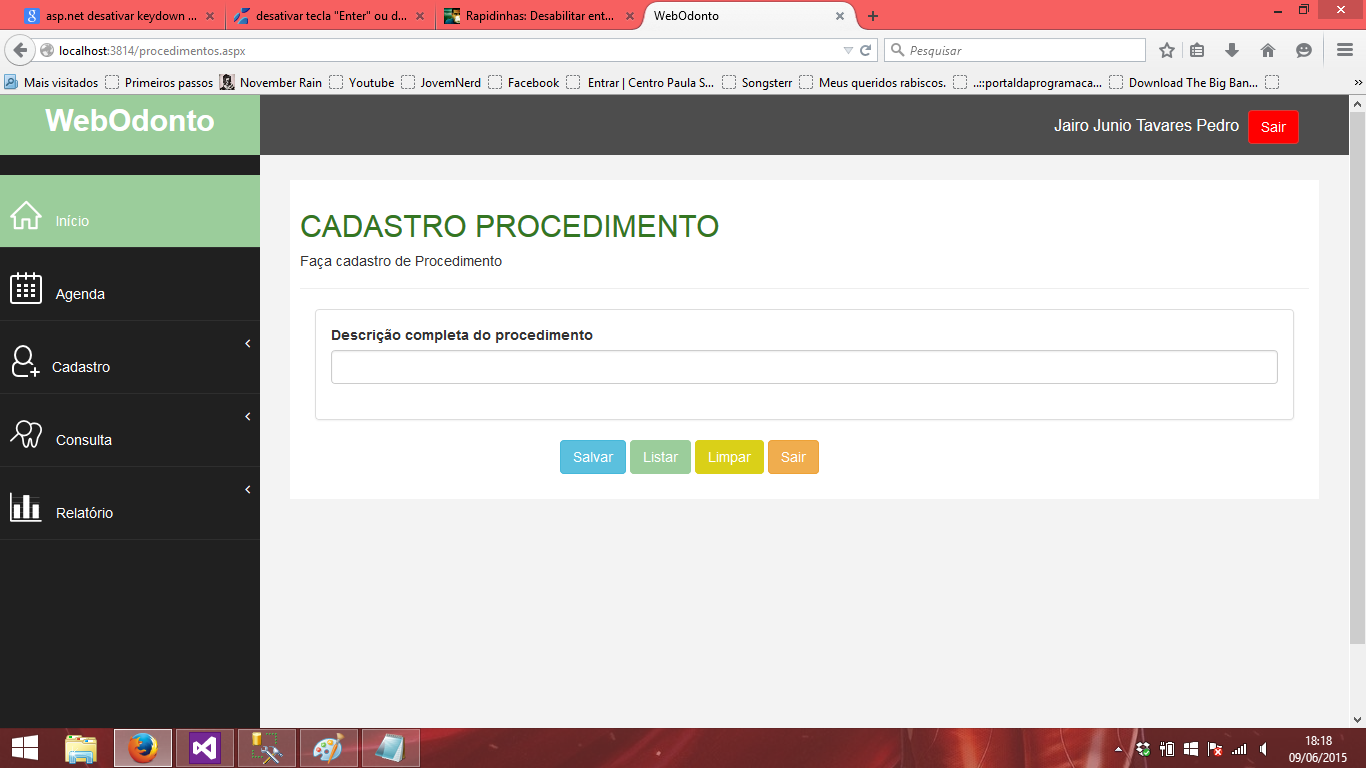 asp.net desativar keydown ...
desativar tecla "Enter" ou d...
Rapidinhas: Desabilitar ent...
WebOdonto
localhost:3814/procedimentos.aspx
Pesquisar
Mais visitados
Primeiros passos
November Rain
Youtube
JovemNerd
Facebook
Entrar | Centro Paula S...
Songsterr
Meus queridos rabiscos.
..::portaldaprogramaca...
Download The Big Ban...
»
WebOdonto
Jairo Junio Tavares Pedro
Sair
Início
Agenda
Cadastro
Consulta
Relatório
CADASTRO PROCEDIMENTO
Faça cadastro de Procedimento
Descrição completa do procedimento
Salvar
Listar
Limpar
Sair
18:18
09/06/2015